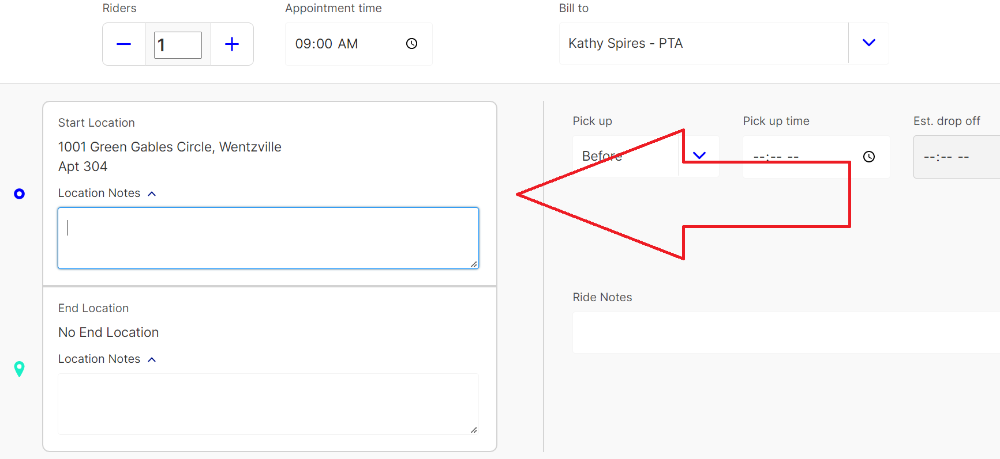 Riders
Appointment time
Bill to
1
09:00 AM
Kathy Spires - PTA
Start Location
1001 Green Gables Circle, Wentzville
Apt 304
Location Notes
Pick up
Pick up time
Est. drop off
Before
--:-- --
--:-- --
End Location
No End Location
Location Notes
Ride Notes